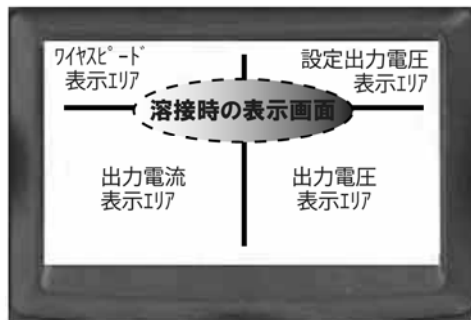 ﾜｲﾔｽﾋﾟｰﾄﾞ
表示ｴﾘｱ
設定出力電圧
表示ｴﾘｱ
溶接時の表示画面
出力電流
表示ｴﾘｱ
出力電圧
表示ｴﾘｱ